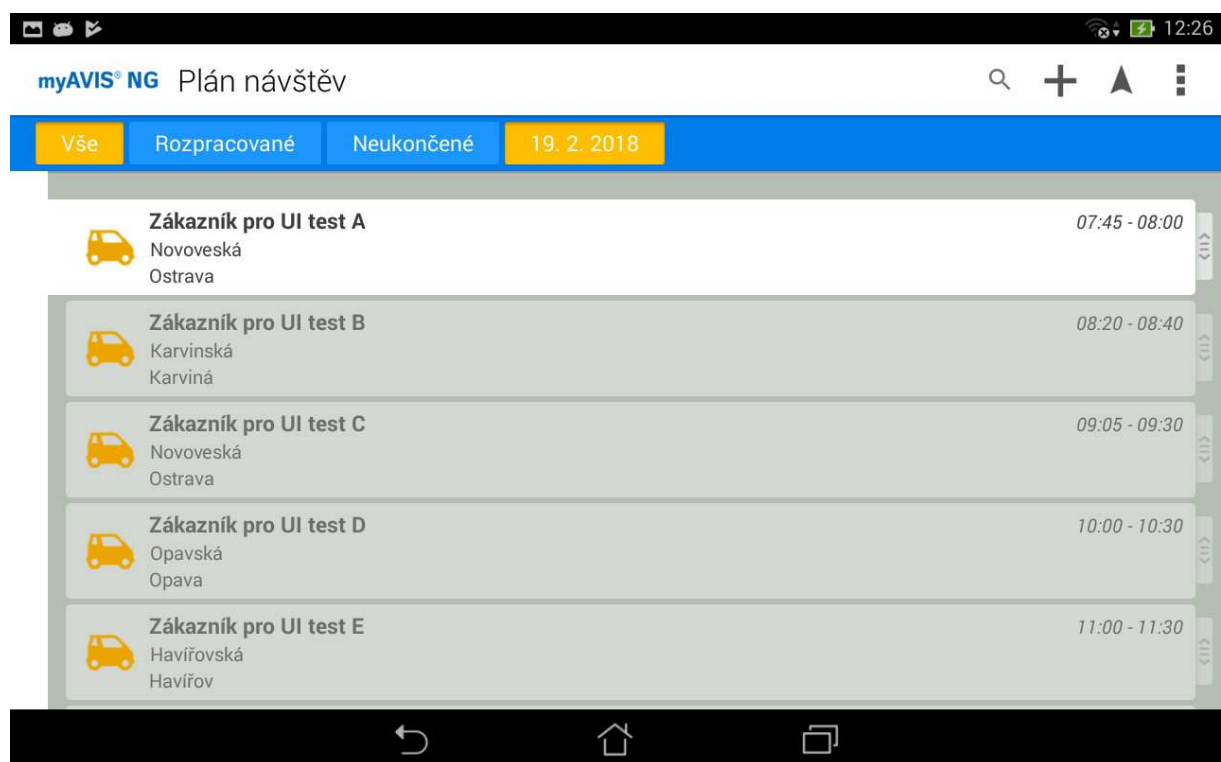 12:26
myAVIS® NG Plán návštěv
Vše Rozpracované Neukončené 19. 2. 2018
Zákazník pro UI test A 07:45 - 08:00
Novoveská
Ostrava
Zákazník pro UI test B 08:20 - 08:40
Karvinská
Karviná
Zákazník pro UI test C 09:05 - 09:30
Novoveská
Ostrava
Zákazník pro UI test D 10:00 - 10:30
Opavská
Opava
Zákazník pro UI test E 11:00 - 11:30
Havířovská
Havířov